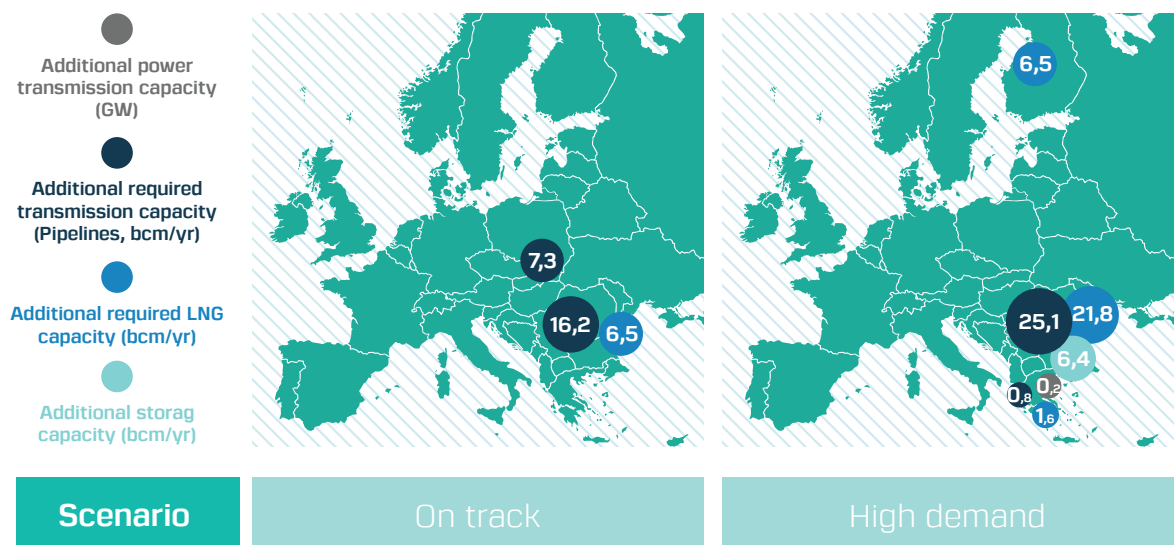 Additional power
transmission capacity
(GW)
Additional required
transmission capacity
(Pipelines, bcm/yr)
Additional required LNG
capacity (bcm/yr)
Additional storag
capacity (bcm/yr)
7,3
16,2
6,5
6,5
25,1
21,8
6,4
0,2
0,8
1,6
Scenario
On track
High demand